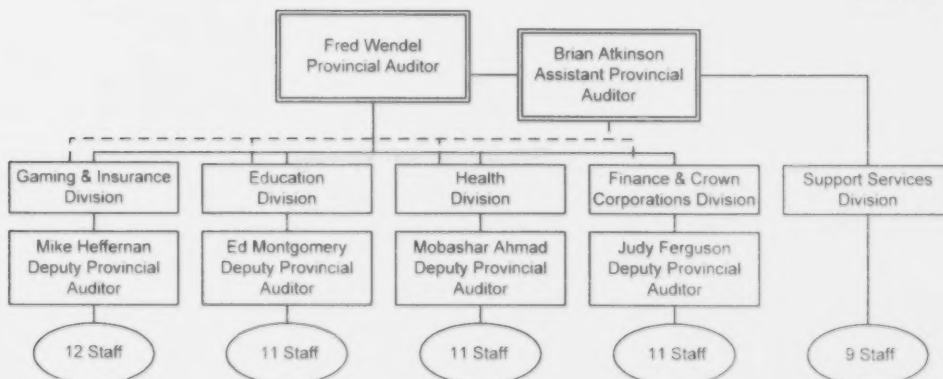 Fred Wendel
Provincial Auditor
Brian Atkinson
Assistant Provincial
Auditor
Gaming & Insurance
Division
Education
Division
Health
Division
Finance & Crown
Corporations Division
Support Services
Division
Mike Heffernan
Deputy Provincial
Auditor
Ed Montgomery
Deputy Provincial
Auditor
Mobashar Ahmad
Deputy Provincial
Auditor
Judy Ferguson
Deputy Provincial
Auditor
12 Staff
11 Staff
11 Staff
11 Staff
9 Staff